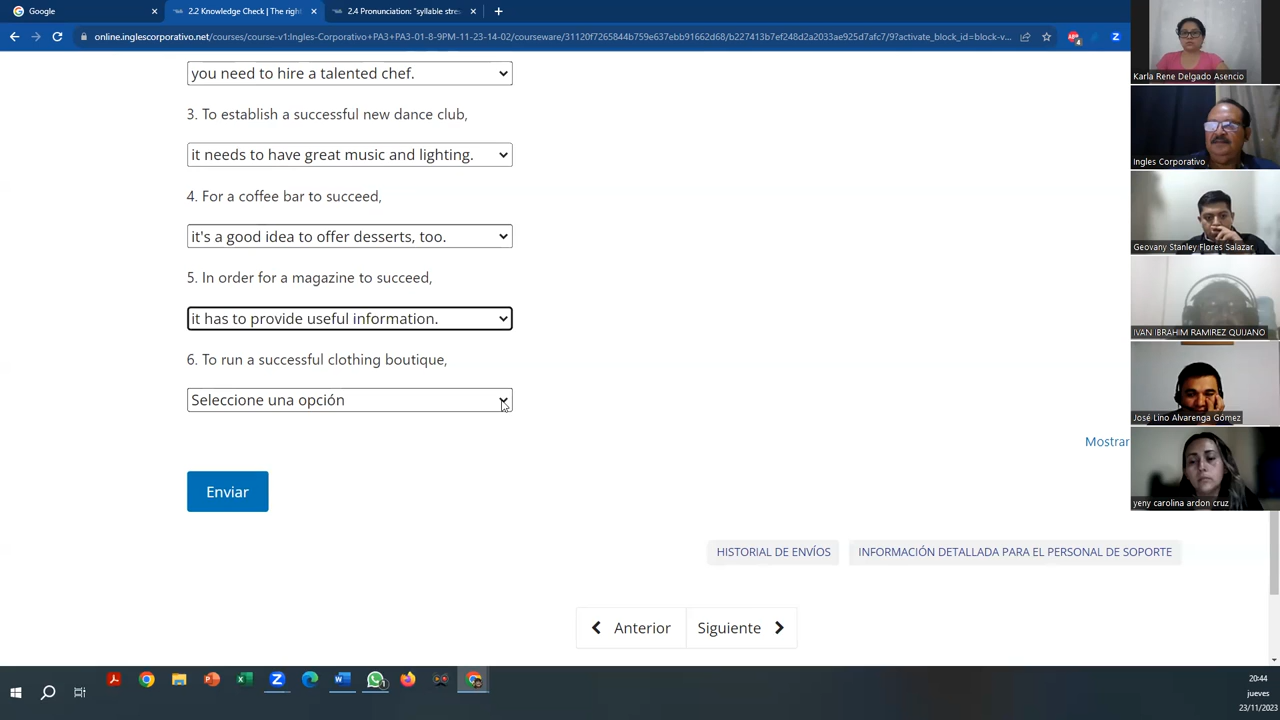 Google
2.2 Knowledge Check | The righ
2.4 Pronunciation: "syllable stre
online.inglescorporativo.net/courses/course-v1:Ingles-Corporativo+PA3+PA3-01-8-9PM-11-23-14-02/courseware/31120f7265844b759e637ebb91662d68/b227413b7ef248d2a2033ae925d7afc7/9?activate_block_id=block-v...
you need to hire a talented chef.
3. To establish a successful new dance club,
it needs to have great music and lighting.
4. For a coffee bar to succeed,
it's a good idea to offer desserts, too.
5. In order for a magazine to succeed,
it has to provide useful information.
6. To run a successful clothing boutique,
Seleccione una opción
Mostrar
Enviar
HISTORIAL DE ENVÍOS
INFORMACIÓN DETALLADA PARA EL PERSONAL DE SOPORTE
Anterior
Siguiente
Karla Rene Delgado Asencio
Ingles Corporativo
Geovany Stanley Flores Salazar
IVAN IBRAHIM RAMIREZ QUIJANO
José Lino Alvarenga Gómez
yeny carolina ardon cruz
20:44
jueves
23/11/2023